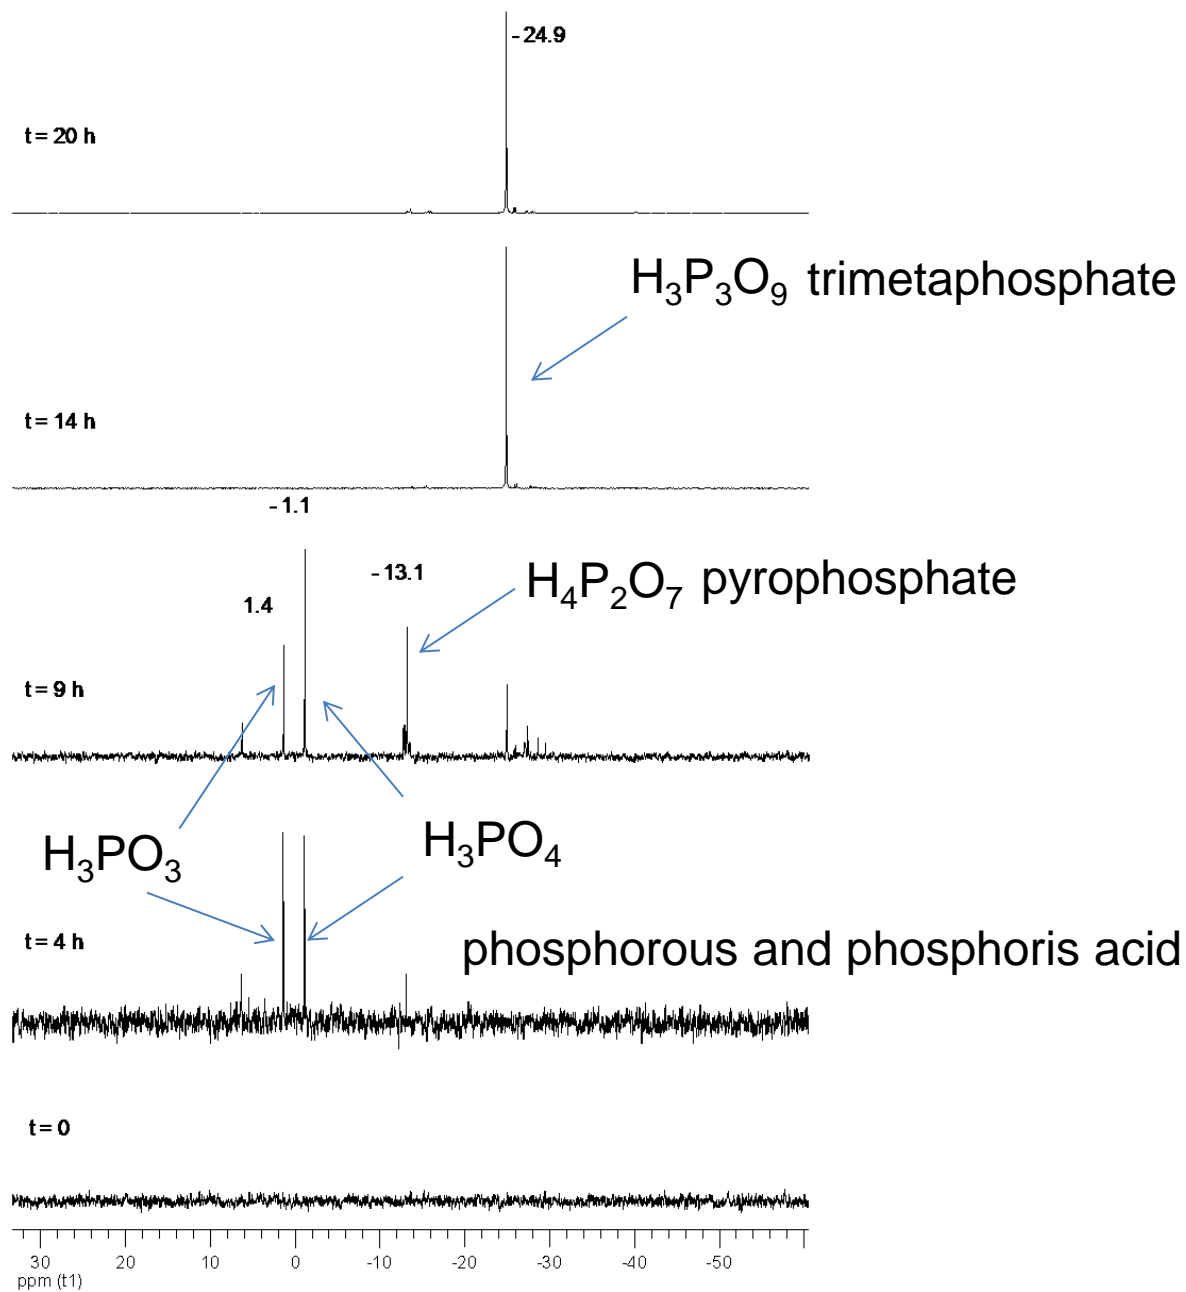 -24.9
t = 20 h
H₃P₃O₉ trimetaphosphate
t = 14 h
-1.1
-13.1
H₄P₂O₇ pyrophosphate
1.4
t = 9 h
H₃PO₃
H₃PO₄
t = 4 h
phosphorous and phosphoris acid
t = 0
30 20 10 0 -10 -20 -30 -40 -50
ppm (t1)